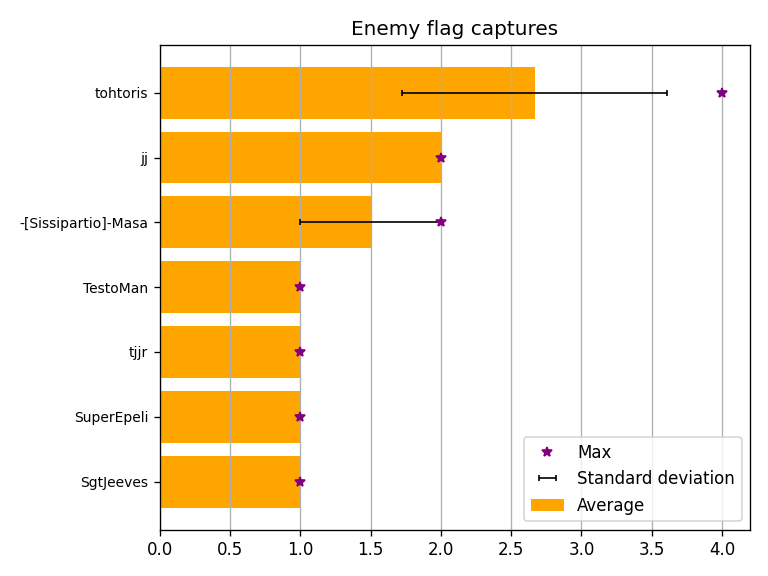 Enemy flag captures
tohtoris
jj
-[Sissipartio]-Masa
TestoMan
tjjr
SuperEpeli
SgtJeeves
Max
Standard deviation
Average
0.0 0.5 1.0 1.5 2.0 2.5 3.0 3.5 4.0